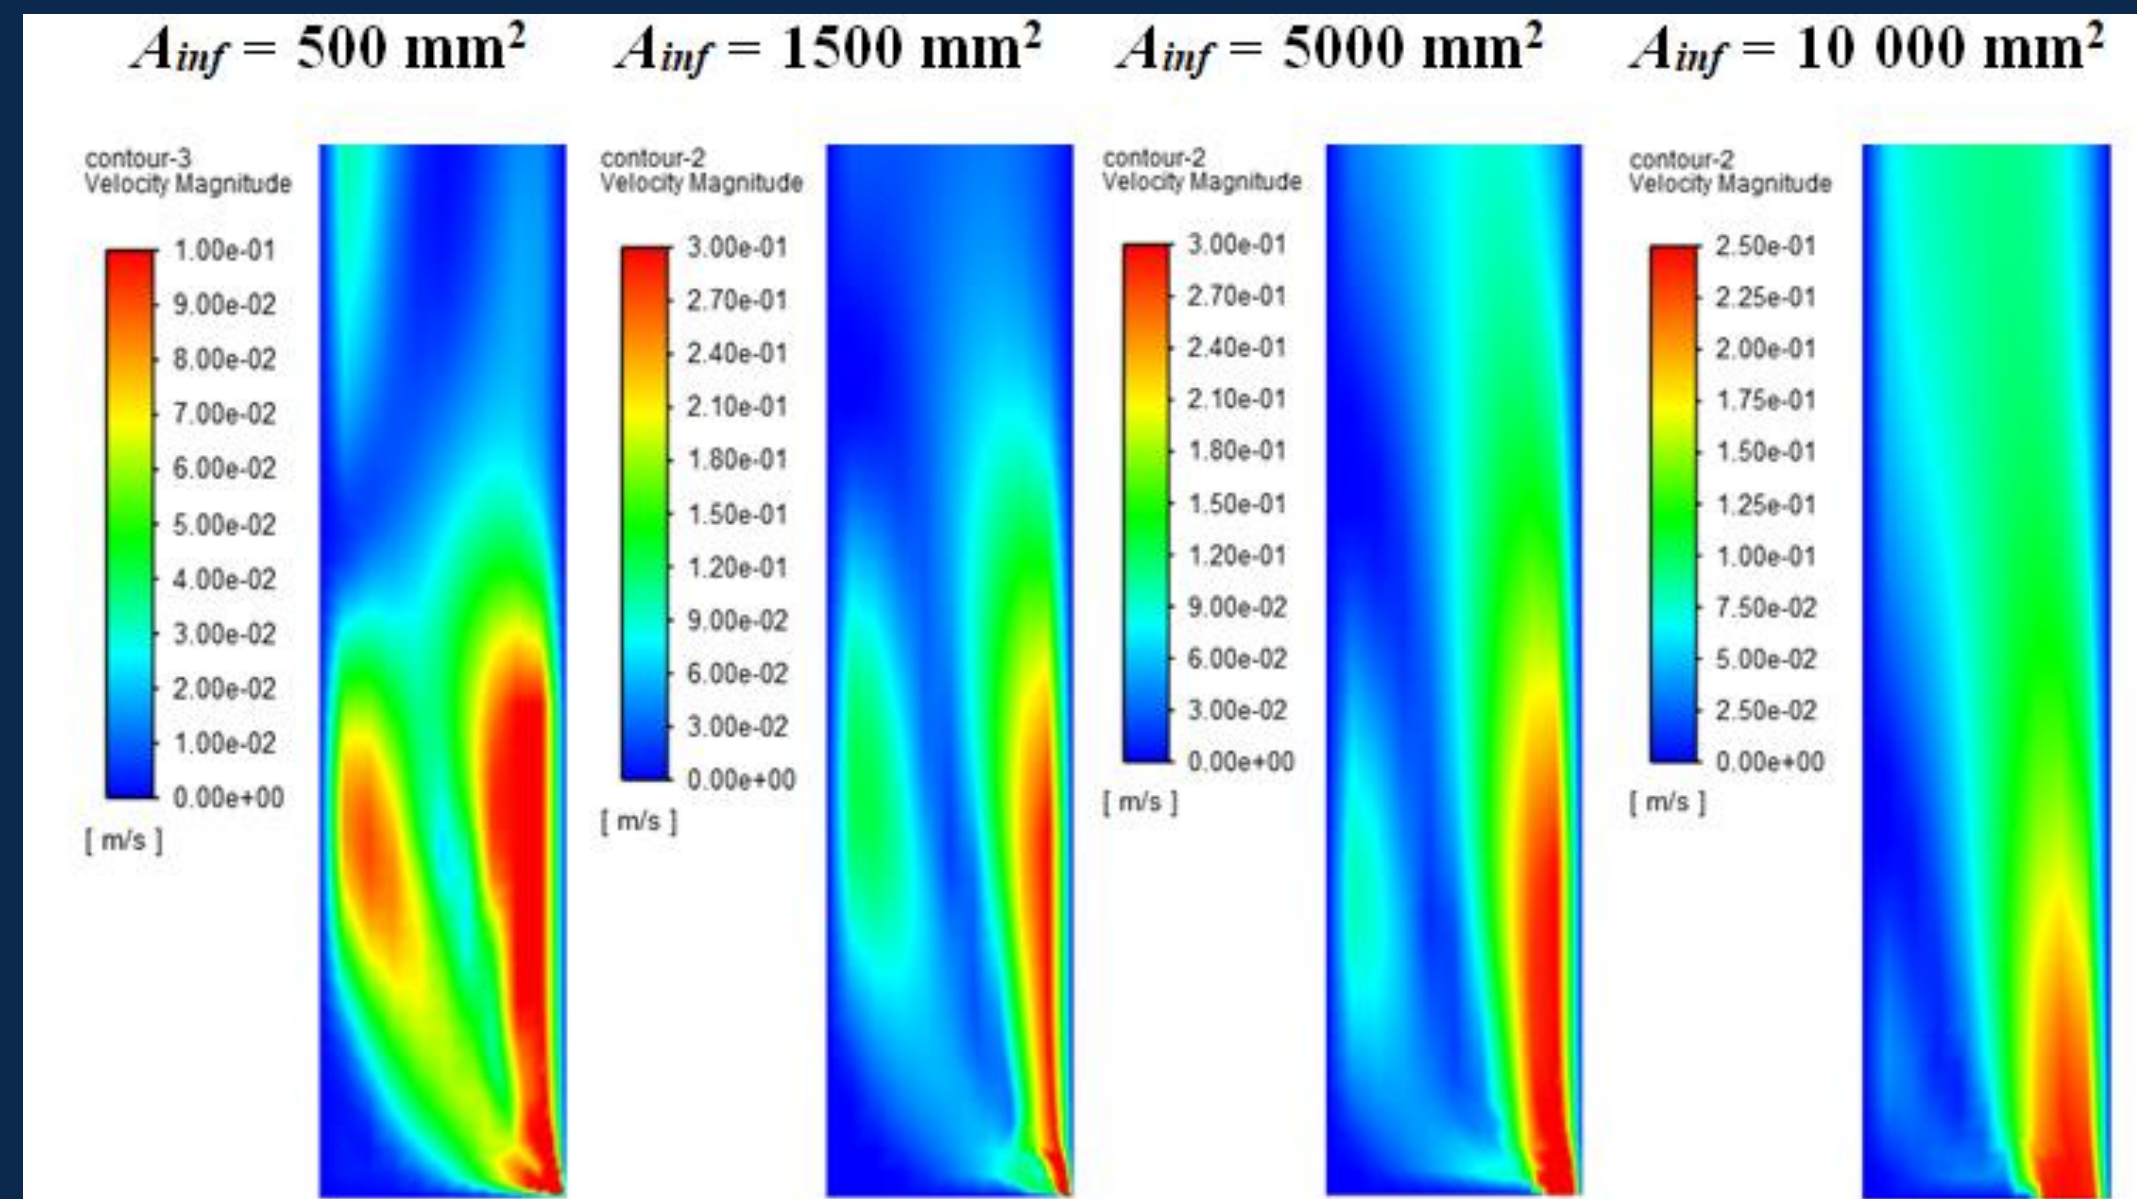 A_inf = 500 mm²
contour-3
Velocity Magnitude
1.00e-01
9.00e-02
8.00e-02
7.00e-02
6.00e-02
5.00e-02
4.00e-02
3.00e-02
2.00e-02
1.00e-02
0.00e+00
[ m/s ]
A_inf = 1500 mm²
contour-2
Velocity Magnitude
3.00e-01
2.70e-01
2.40e-01
2.10e-01
1.80e-01
1.50e-01
1.20e-01
9.00e-02
6.00e-02
3.00e-02
0.00e+00
[ m/s ]
A_inf = 5000 mm²
contour-2
Velocity Magnitude
3.00e-01
2.70e-01
2.40e-01
2.10e-01
1.80e-01
1.50e-01
1.20e-01
9.00e-02
6.00e-02
3.00e-02
0.00e+00
[ m/s ]
A_inf = 10 000 mm²
contour-2
Velocity Magnitude
2.50e-01
2.25e-01
2.00e-01
1.75e-01
1.50e-01
1.25e-01
1.00e-01
7.50e-02
5.00e-02
2.50e-02
0.00e+00
[ m/s ]